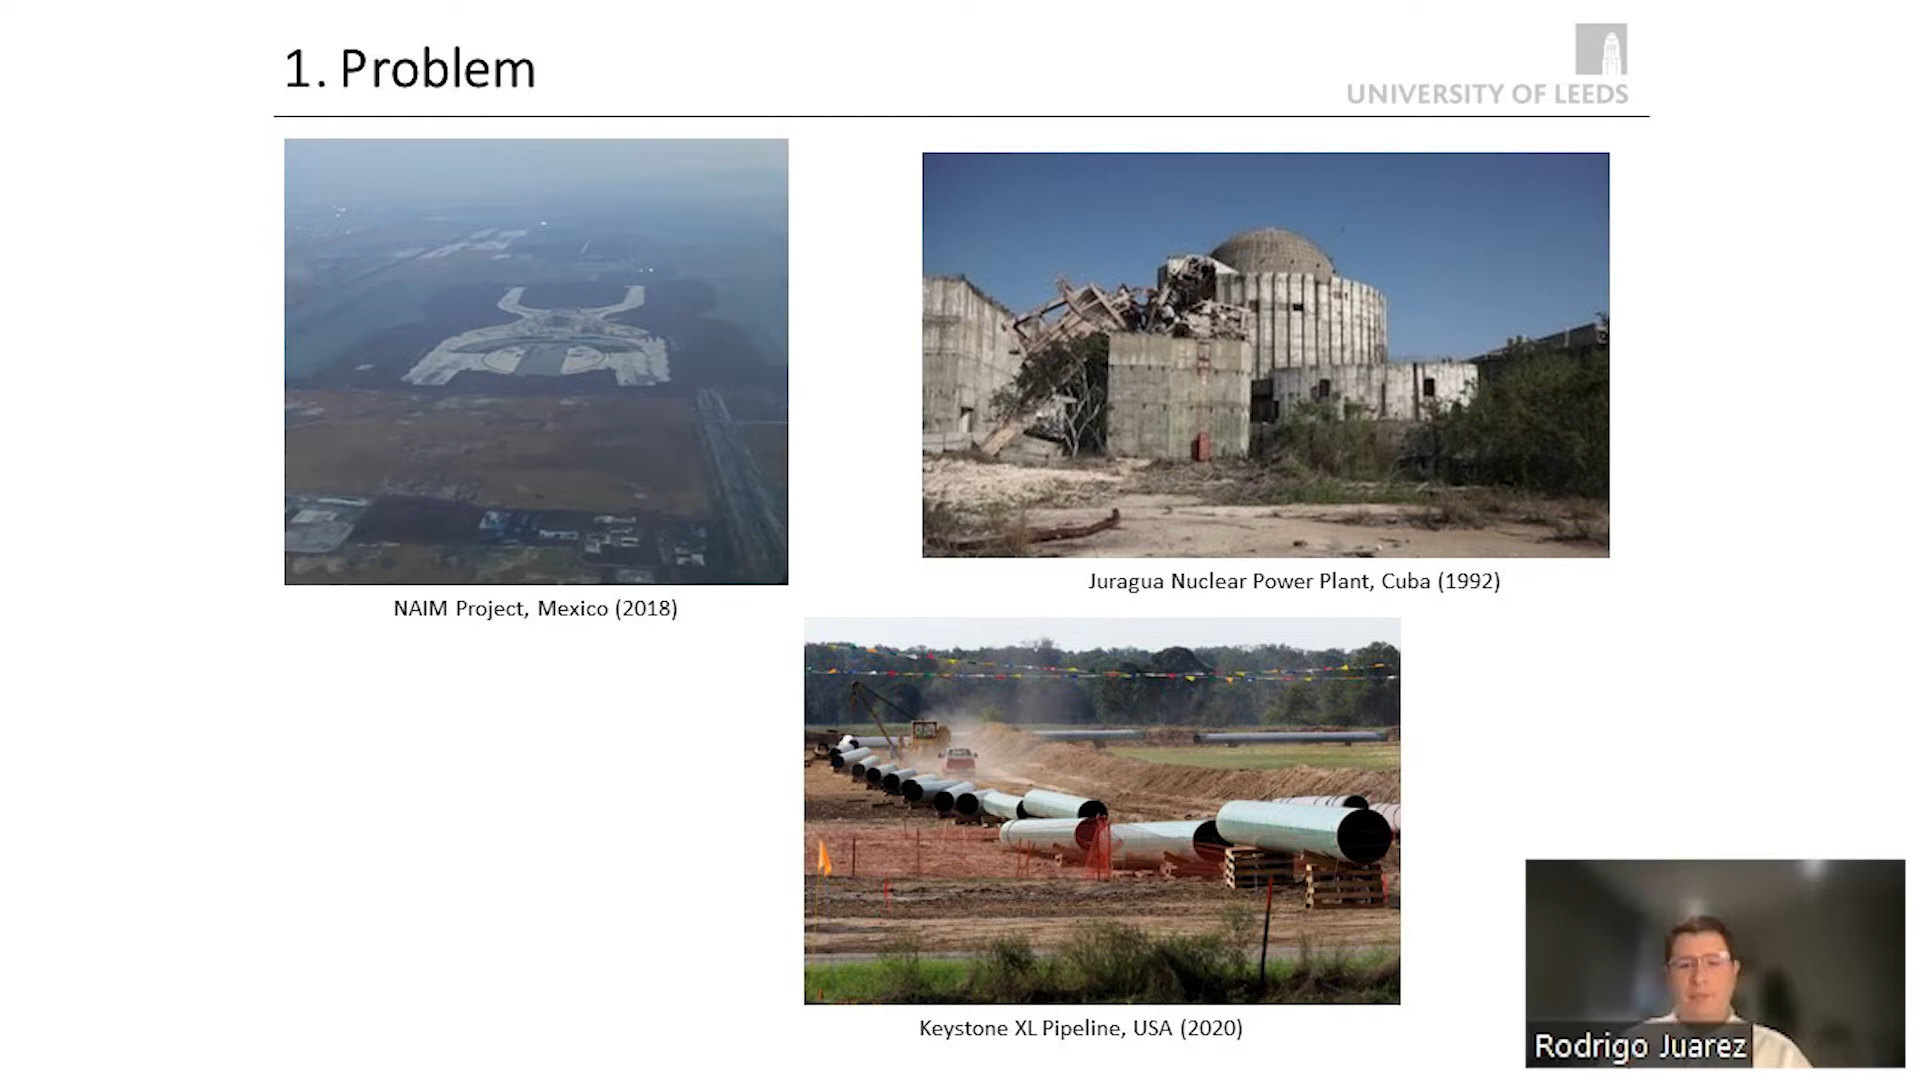 1. Problem
UNIVERSITY OF LEEDS
NAIM Project, Mexico (2018)
Juragua Nuclear Power Plant, Cuba (1992)
Keystone XL Pipeline, USA (2020)
Rodrigo Juarez